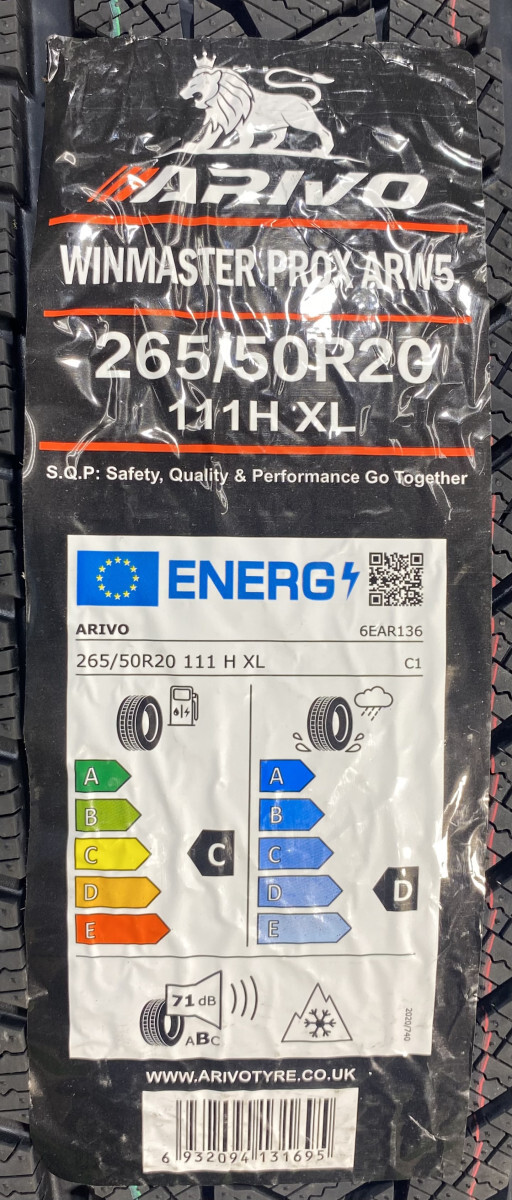 ARIVO
WINMASTER PROX ARW5
265/50R20
111H XL
S.Q.P: Safety, Quality & Performance Go Together
ENERG
ARIVO 6EAR136
265/50R20 111 H XL C1
A A
B B
C C C
D D D
E E
71 dB
ABC
2020/740
WWW.ARIVOTYRE.CO.UK
6 932094 131695